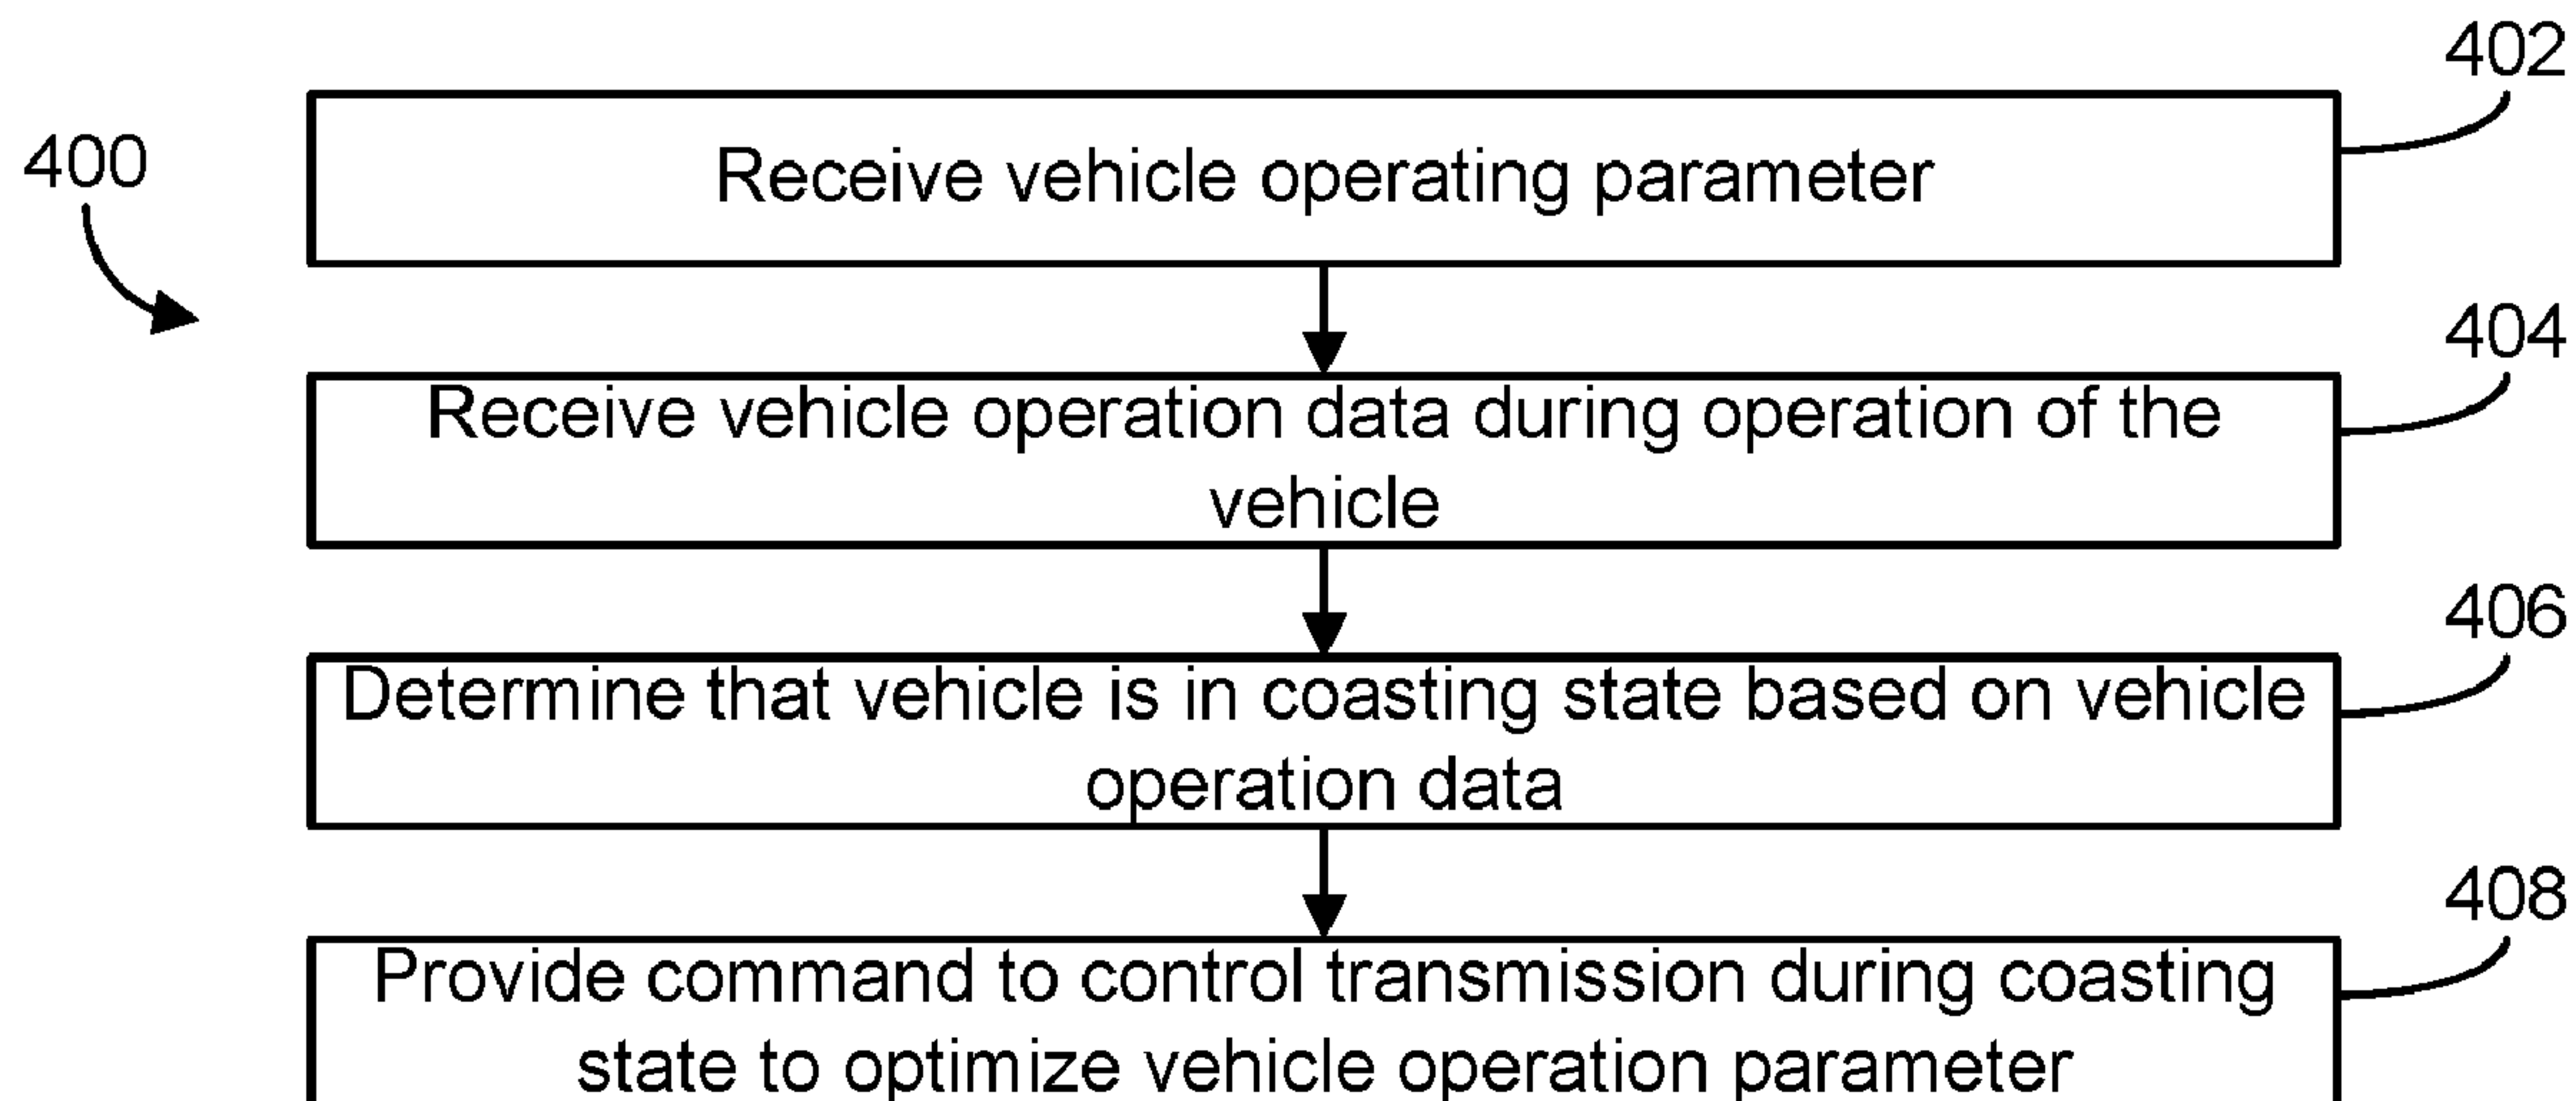 402
400
Receive vehicle operating parameter
404
Receive vehicle operation data during operation of the
vehicle
406
Determine that vehicle is in coasting state based on vehicle
operation data
408
Provide command to control transmission during coasting
state to optimize vehicle operation parameter